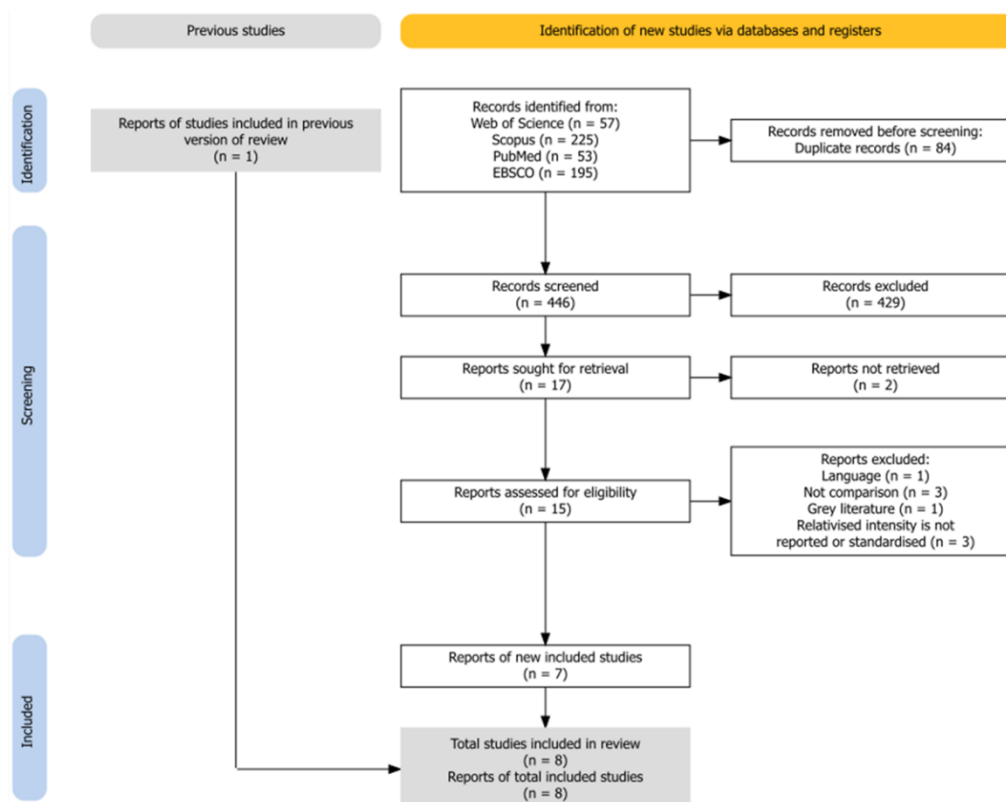 Previous studies
Identification of new studies via databases and registers
Identification
Reports of studies included in previous
version of review
(n = 1)
Records identified from:
Web of Science (n = 57)
Scopus (n = 225)
PubMed (n = 53)
EBSCO (n = 195)
Records removed before screening:
Duplicate records (n = 84)
Screening
Records screened
(n = 446)
Records excluded
(n = 429)
Reports sought for retrieval
(n = 17)
Reports not retrieved
(n = 2)
Reports assessed for eligibility
(n = 15)
Reports excluded:
Language (n = 1)
Not comparison (n = 3)
Grey literature (n = 1)
Relativised intensity is not
reported or standardised (n = 3)
Included
Reports of new included studies
(n = 7)
Total studies included in review
(n = 8)
Reports of total included studies
(n = 8)